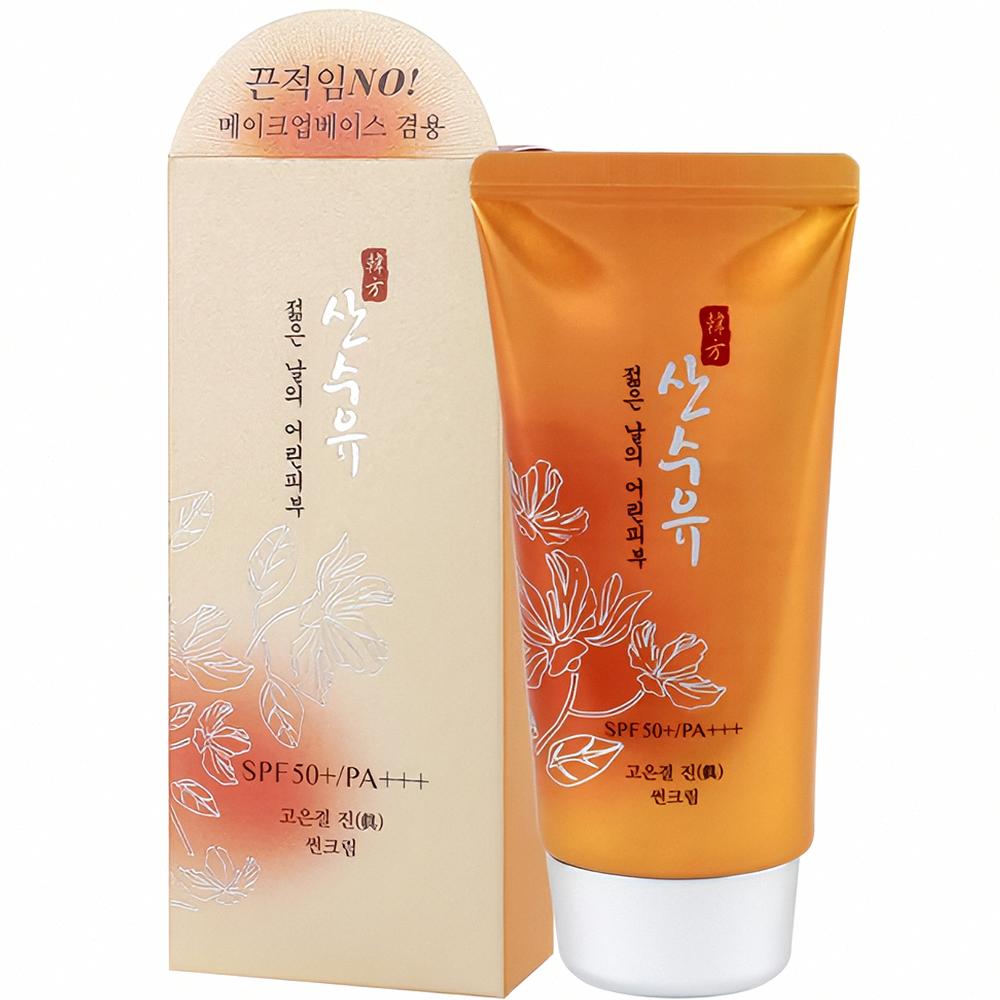 끈적임NO!
메이크업베이스 겸용
韓方
산수유
젊은 날의 어린피부
SPF50+/PA+++
고은결 진(眞)
썬크림
韓方
산수유
젊은 날의 어린피부
SPF50+/PA+++
고은결 진(眞)
썬크림